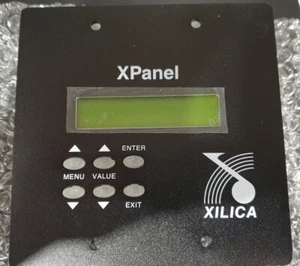 XPanel
ENTER
MENU VALUE
EXIT
XILICA